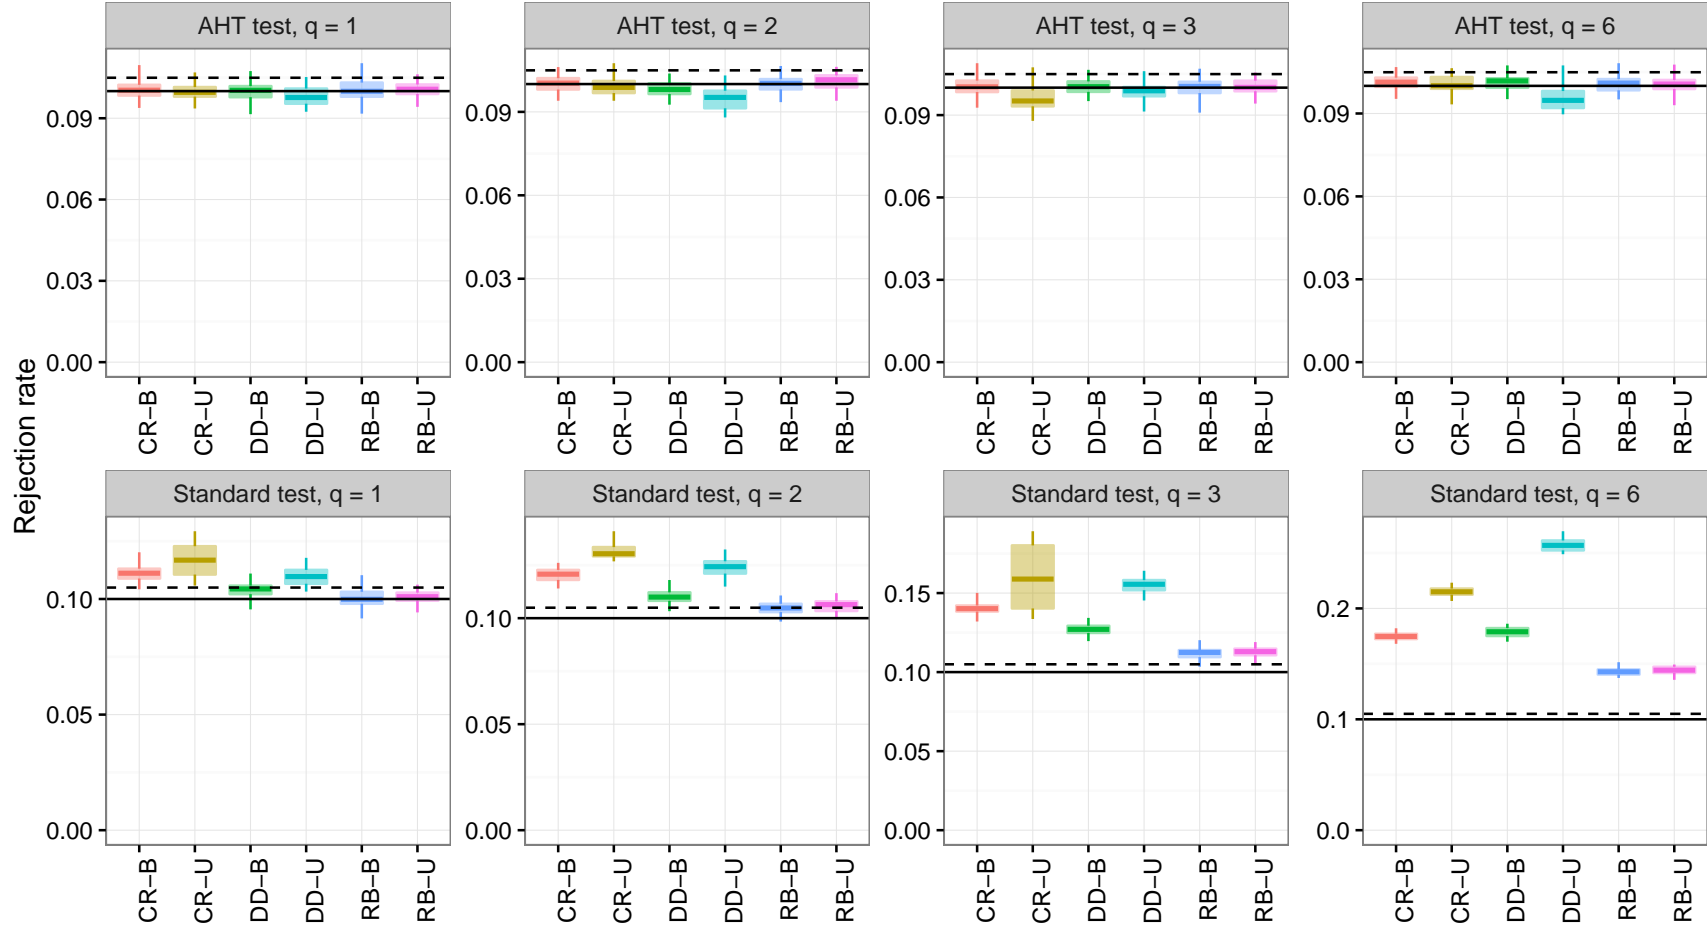 Rejection rate
AHT test, q = 1
AHT test, q = 2
AHT test, q = 3
AHT test, q = 6
0.09
0.06
0.03
0.00
0.09
0.06
0.03
0.00
0.09
0.06
0.03
0.00
0.09
0.06
0.03
0.00
CR−B CR−U DD−B DD−U RB−B RB−U
CR−B CR−U DD−B DD−U RB−B RB−U
CR−B CR−U DD−B DD−U RB−B RB−U
CR−B CR−U DD−B DD−U RB−B RB−U
Standard test, q = 1
Standard test, q = 2
Standard test, q = 3
Standard test, q = 6
0.10
0.05
0.00
0.10
0.05
0.00
0.15
0.10
0.05
0.00
0.2
0.1
0.0
CR−B CR−U DD−B DD−U RB−B RB−U
CR−B CR−U DD−B DD−U RB−B RB−U
CR−B CR−U DD−B DD−U RB−B RB−U
CR−B CR−U DD−B DD−U RB−B RB−U